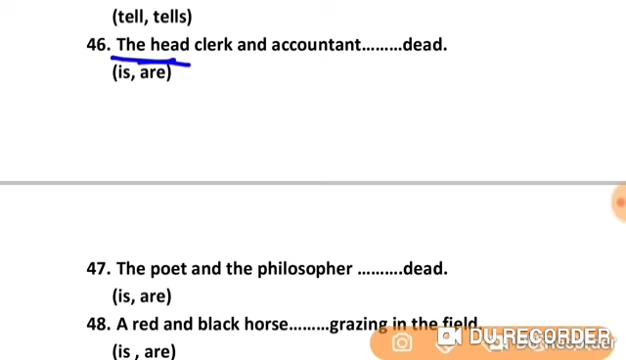 (tell, tells)
46. The head clerk and accountant.........dead.
(is, are)
47. The poet and the philosopher ..........dead.
(is, are)
48. A red and black horse.........grazing in the field
(is , are)
DU RECORDER